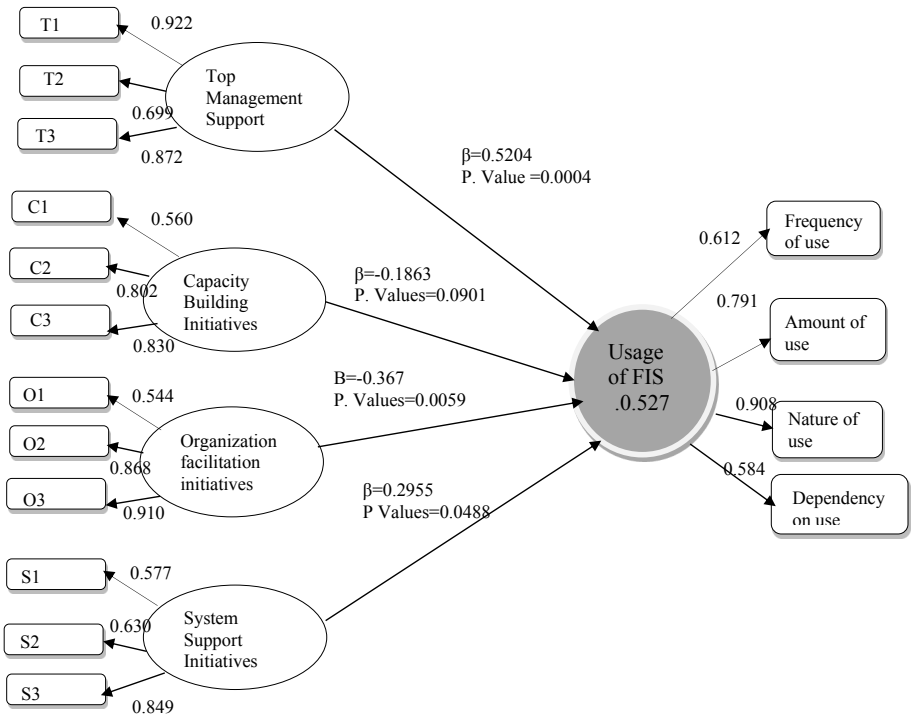 T1
0.922
T2
0.699
T3
0.872
Top
Management
Support
β=0.5204
P. Value =0.0004
C1
0.560
C2
0.802
C3
0.830
Capacity
Building
Initiatives
β=-0.1863
P. Values=0.0901
O1
0.544
O2
0.868
O3
0.910
Organization
facilitation
initiatives
B=-0.367
P. Values=0.0059
S1
0.577
S2
0.630
S3
0.849
System
Support
Initiatives
β=0.2955
P Values=0.0488
Usage
of FIS
.0.527
0.612
Frequency
of use
0.791
Amount of
use
0.908
Nature of
use
0.584
Dependency
on use